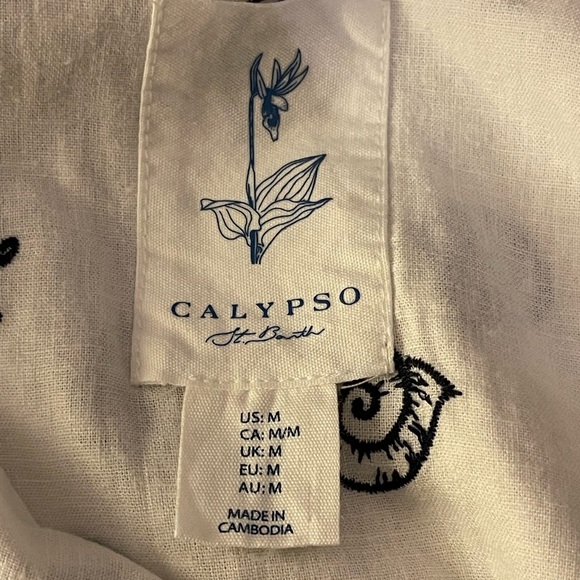 CALYPSO
St. Barth
US: M
CA: M/M
UK: M
EU: M
AU: M
MADE IN
CAMBODIA